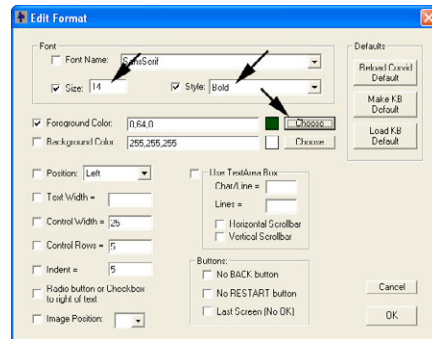 Edit Format
Font
Font Name: SansSerif
Size: 14 Style: Bold
Foreground Color: 0,64,0 Choose
Background Color: 255,255,255 Choose
Position: Left
Text Width =
Control Width = 25
Control Rows = 5
Indent = 5
Radio button or Checkbox
to right of text
Image Position:
Use TextArea Box
Char/Line =
Lines =
Horizontal Scrollbar
Vertical Scrollbar
Buttons:
No BACK button
No RESTART button
Last Screen (No OK)
Defaults
Reload Corvid
Default
Make KB
Default
Load KB
Default
Cancel
OK